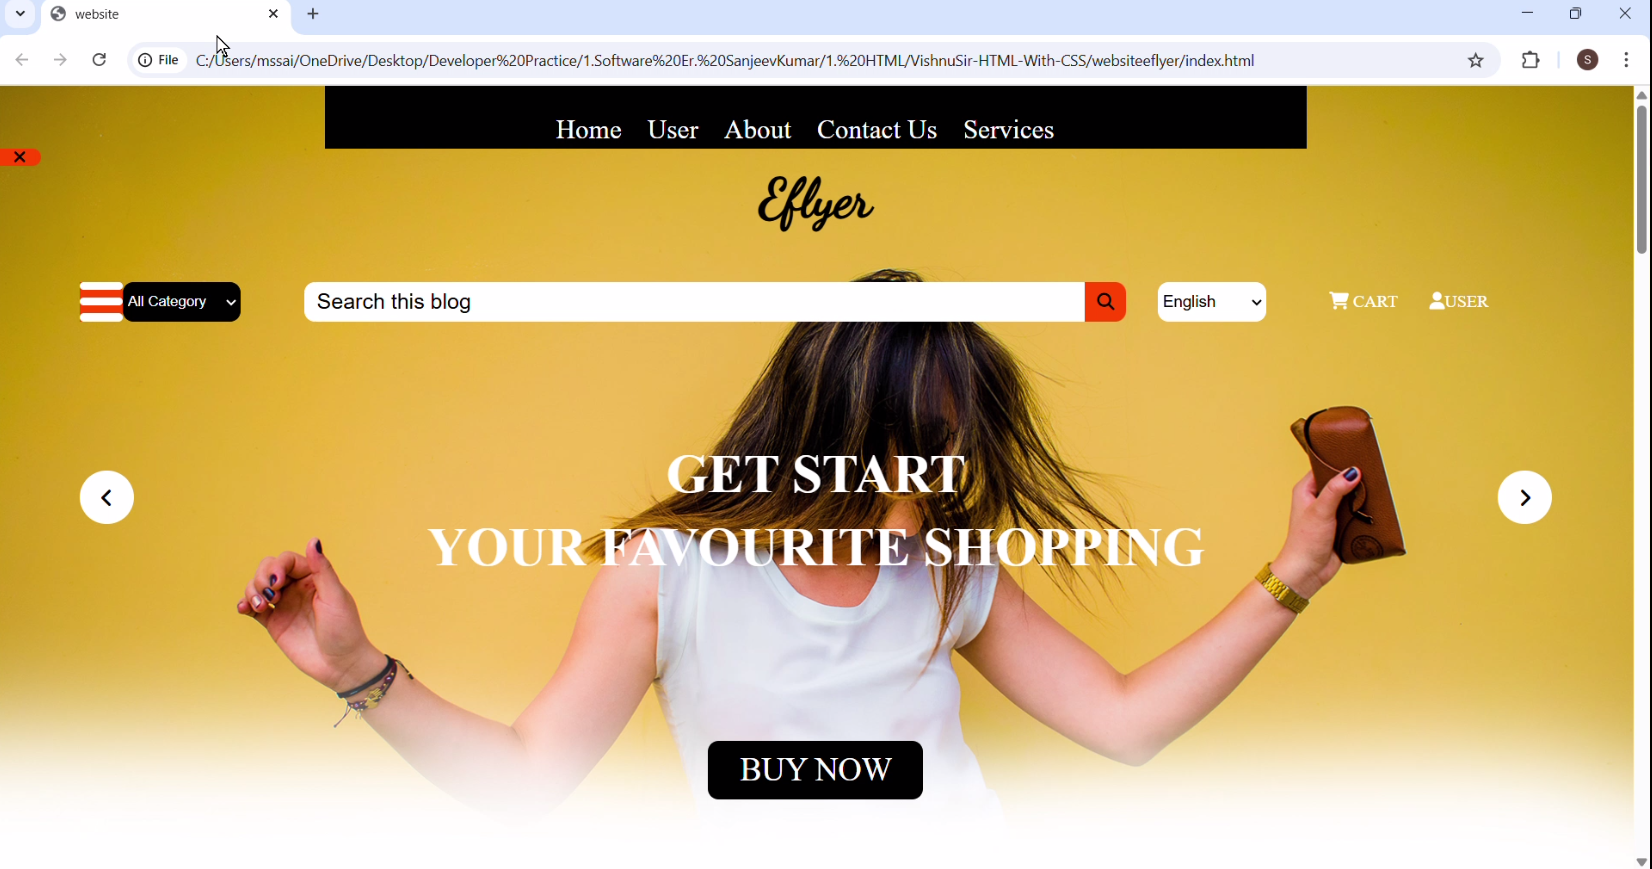 website
File C:/Users/mssai/OneDrive/Desktop/Developer%20Practice/1.Software%20Er.%20SanjeevKumar/1.%20HTML/VishnuSir-HTML-With-CSS/websiteeflyer/index.html
S
Home User About Contact Us Services
Eflyer
All Category Search this blog English CART USER
GET START
YOUR FAVOURITE SHOPPING
BUY NOW